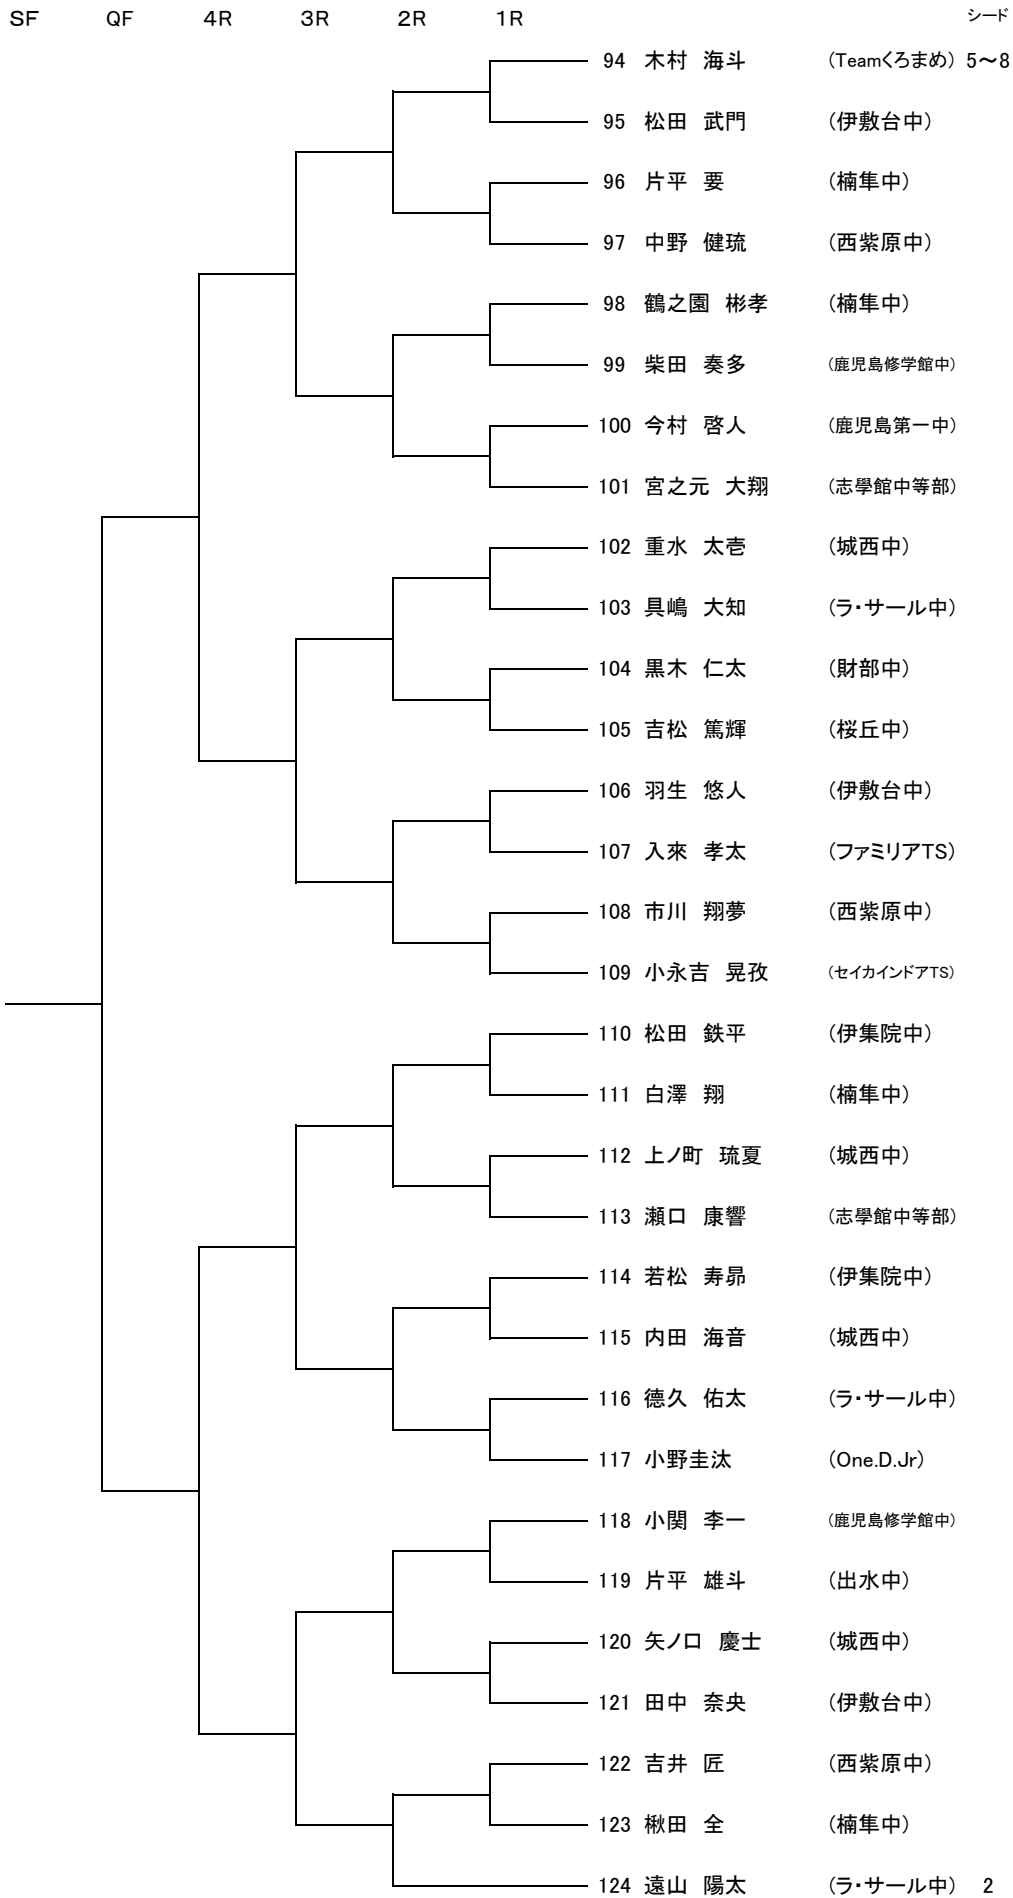 SF QF 4R 3R 2R 1R シード
94 木村 海斗 (Teamくろまめ) 5～8
95 松田 武門 (伊敷台中)
96 片平 要 (楠隼中)
97 中野 健琉 (西紫原中)
98 鶴之園 彬孝 (楠隼中)
99 柴田 奏多 (鹿児島修学館中)
100 今村 啓人 (鹿児島第一中)
101 宮之元 大翔 (志學館中等部)
102 重水 太壱 (城西中)
103 具嶋 大知 (ラ・サール中)
104 黒木 仁太 (財部中)
105 吉松 篤輝 (桜丘中)
106 羽生 悠人 (伊敷台中)
107 入來 孝太 (ファミリアTS)
108 市川 翔夢 (西紫原中)
109 小永吉 晃孜 (セイカインドアTS)
110 松田 鉄平 (伊集院中)
111 白澤 翔 (楠隼中)
112 上ノ町 琉夏 (城西中)
113 瀬口 康響 (志學館中等部)
114 若松 寿昴 (伊集院中)
115 内田 海音 (城西中)
116 德久 佑太 (ラ・サール中)
117 小野圭汰 (One.D.Jr)
118 小関 李一 (鹿児島修学館中)
119 片平 雄斗 (出水中)
120 矢ノ口 慶士 (城西中)
121 田中 奈央 (伊敷台中)
122 吉井 匠 (西紫原中)
123 楸田 全 (楠隼中)
124 遠山 陽太 (ラ・サール中) 2